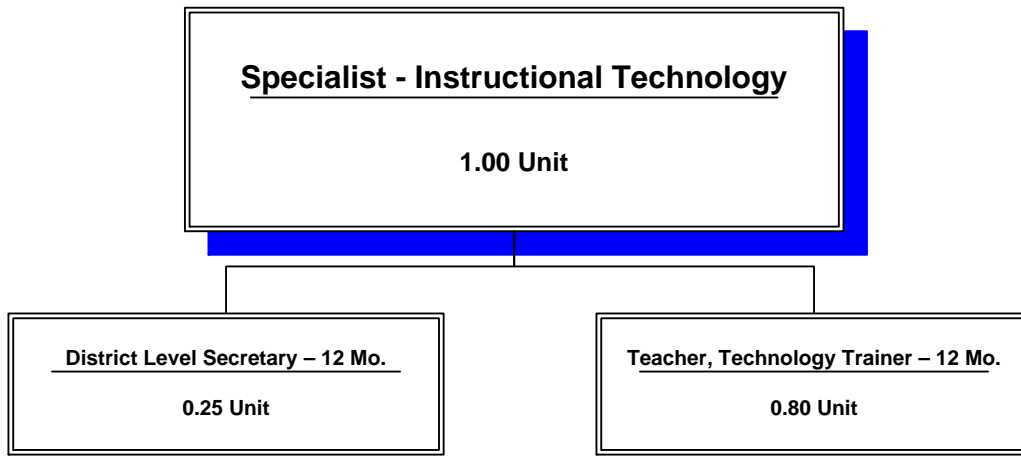 Specialist - Instructional Technology
1.00 Unit
District Level Secretary – 12 Mo.
0.25 Unit
Teacher, Technology Trainer – 12 Mo.
0.80 Unit